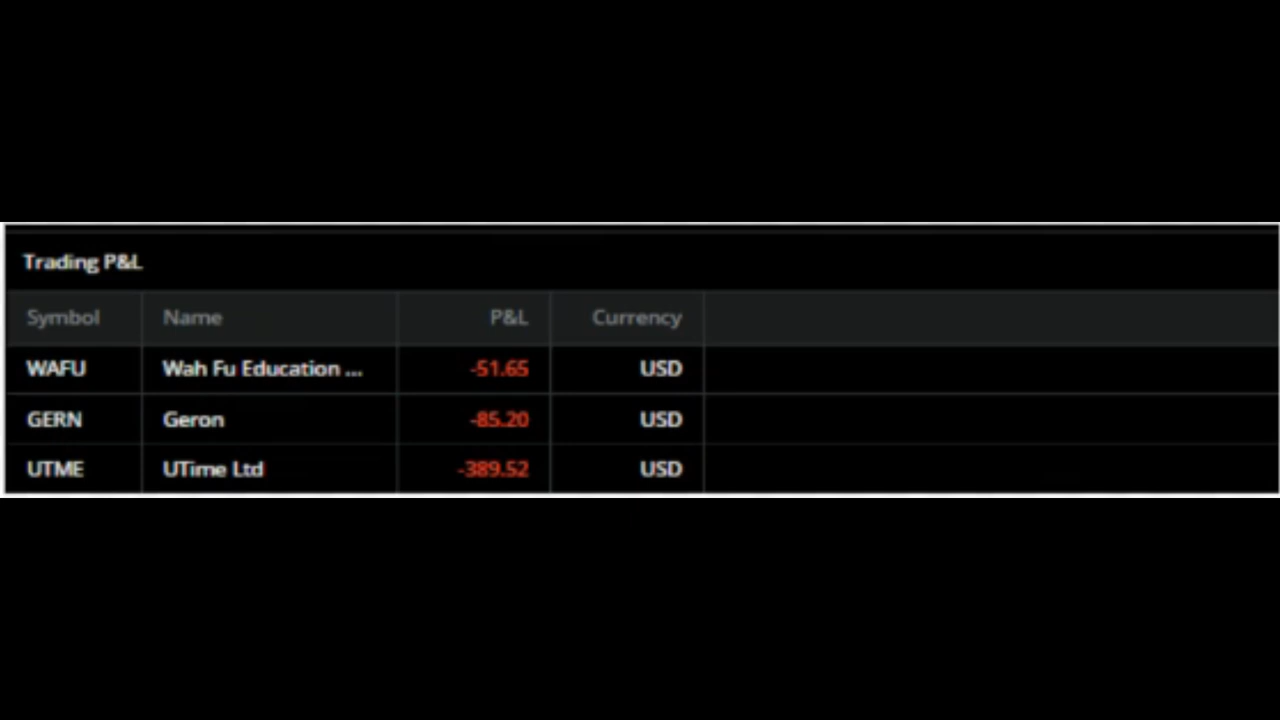 Trading P&L
Symbol Name P&L Currency
WAFU Wah Fu Education ... -51.65 USD
GERN Geron -85.20 USD
UTME UTime Ltd -389.52 USD